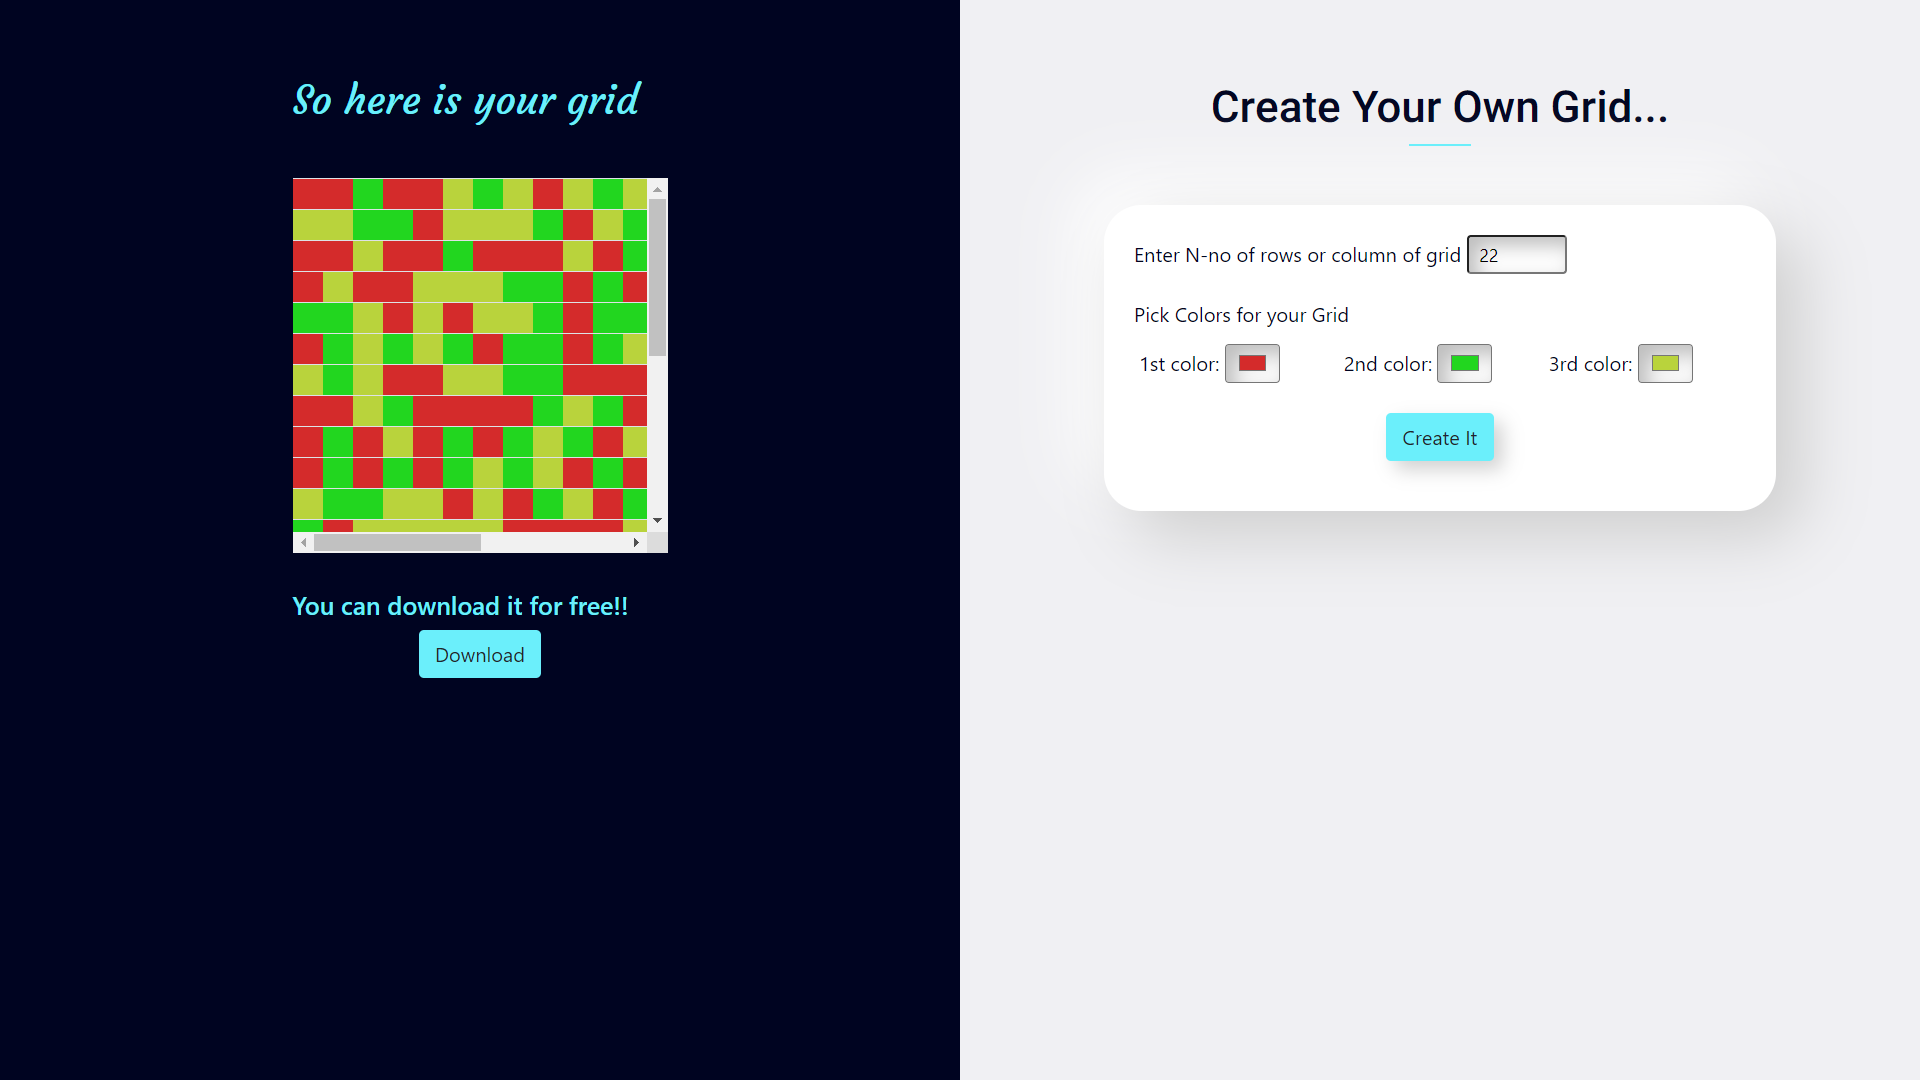 So here is your grid
You can download it for free!!
Download
Create Your Own Grid...
Enter N-no of rows or column of grid 22
Pick Colors for your Grid
1st color: 2nd color: 3rd color:
Create It